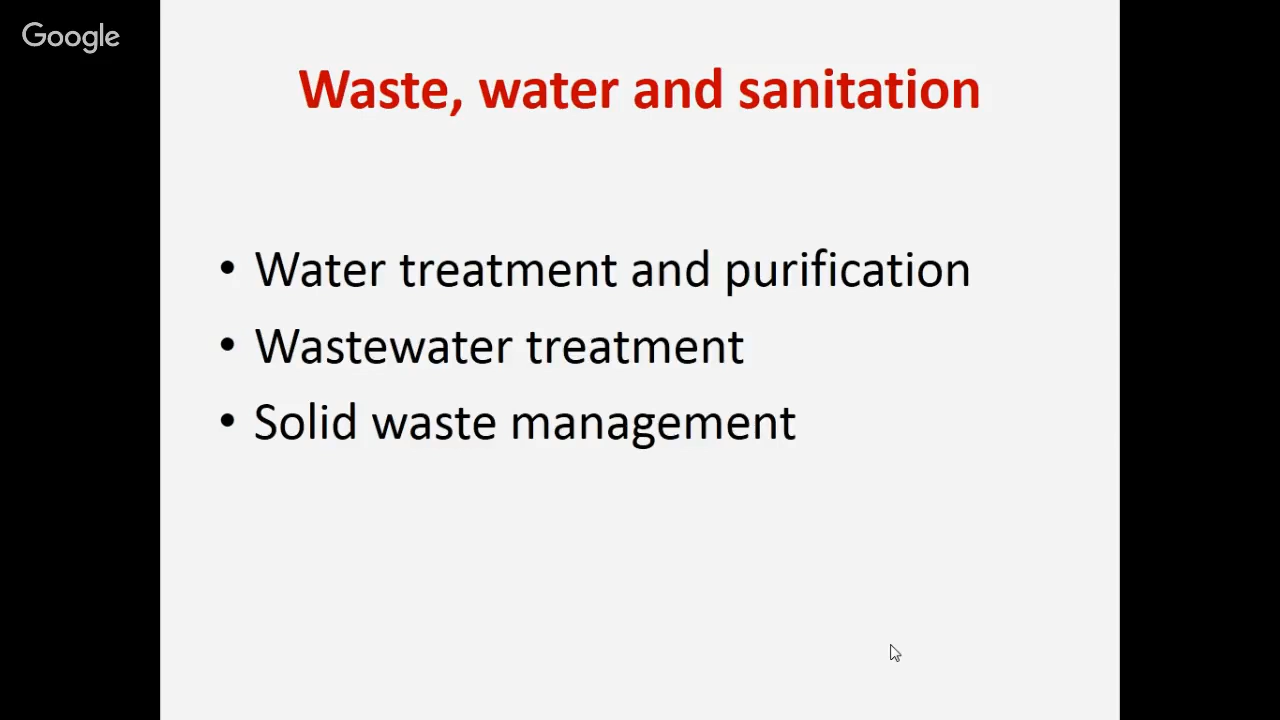 Google
Waste, water and sanitation
• Water treatment and purification
• Wastewater treatment
• Solid waste management